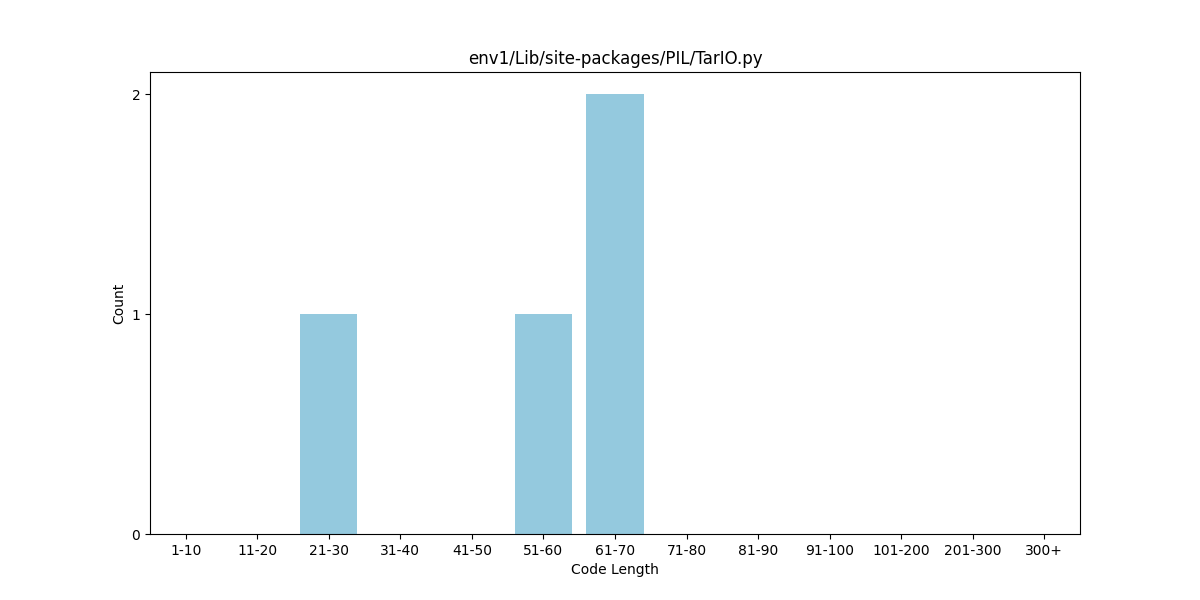 env1/Lib/site-packages/PIL/TarIO.py
2
1
0
Count
1-10 11-20 21-30 31-40 41-50 51-60 61-70 71-80 81-90 91-100 101-200 201-300 300+
Code Length